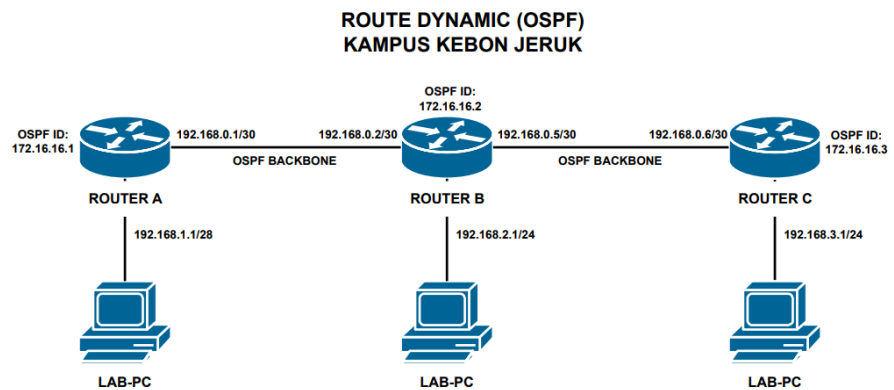 ROUTE DYNAMIC (OSPF)
KAMPUS KEBON JERUK
OSPF ID:
172.16.16.2
OSPF ID:
172.16.16.1
192.168.0.1/30
192.168.0.2/30
192.168.0.5/30
192.168.0.6/30
OSPF ID:
172.16.16.3
OSPF BACKBONE
OSPF BACKBONE
ROUTER A
ROUTER B
ROUTER C
192.168.1.1/28
192.168.2.1/24
192.168.3.1/24
LAB-PC
LAB-PC
LAB-PC